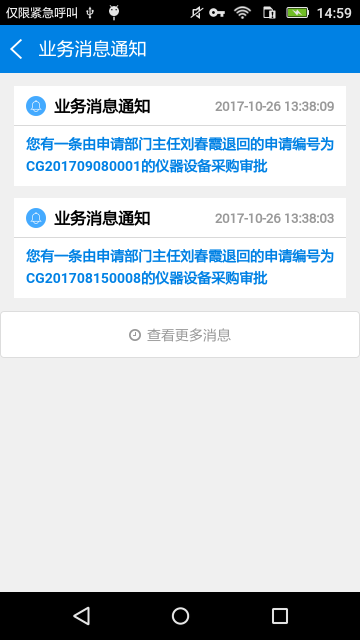 仅限紧急呼叫
14:59
业务消息通知
业务消息通知 2017-10-26 13:38:09
您有一条由申请部门主任刘春霞退回的申请编号为
CG201709080001的仪器设备采购审批
业务消息通知 2017-10-26 13:38:03
您有一条由申请部门主任刘春霞退回的申请编号为
CG201708150008的仪器设备采购审批
查看更多消息